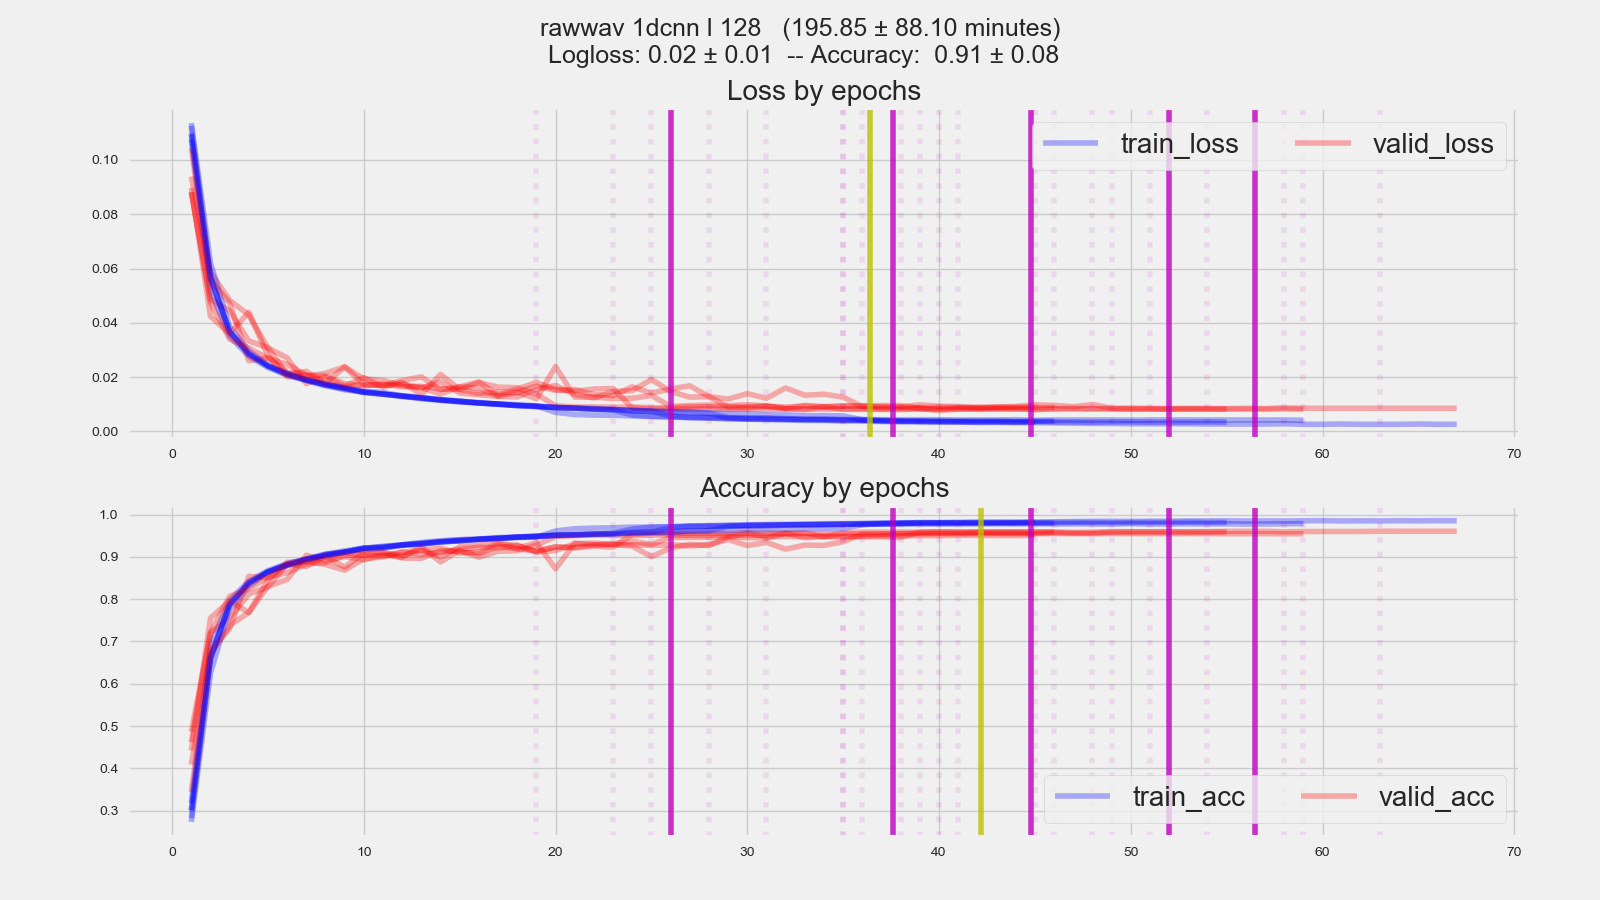 rawwav 1dcnn l 128 (195.85 ± 88.10 minutes)
Logloss: 0.02 ± 0.01 -- Accuracy: 0.91 ± 0.08
Loss by epochs
train_loss valid_loss
0.10
0.08
0.06
0.04
0.02
0.00
0 10 20 30 40 50 60 70
Accuracy by epochs
1.0
0.9
0.8
0.7
0.6
0.5
0.4
0.3
train_acc valid_acc
0 10 20 30 40 50 60 70